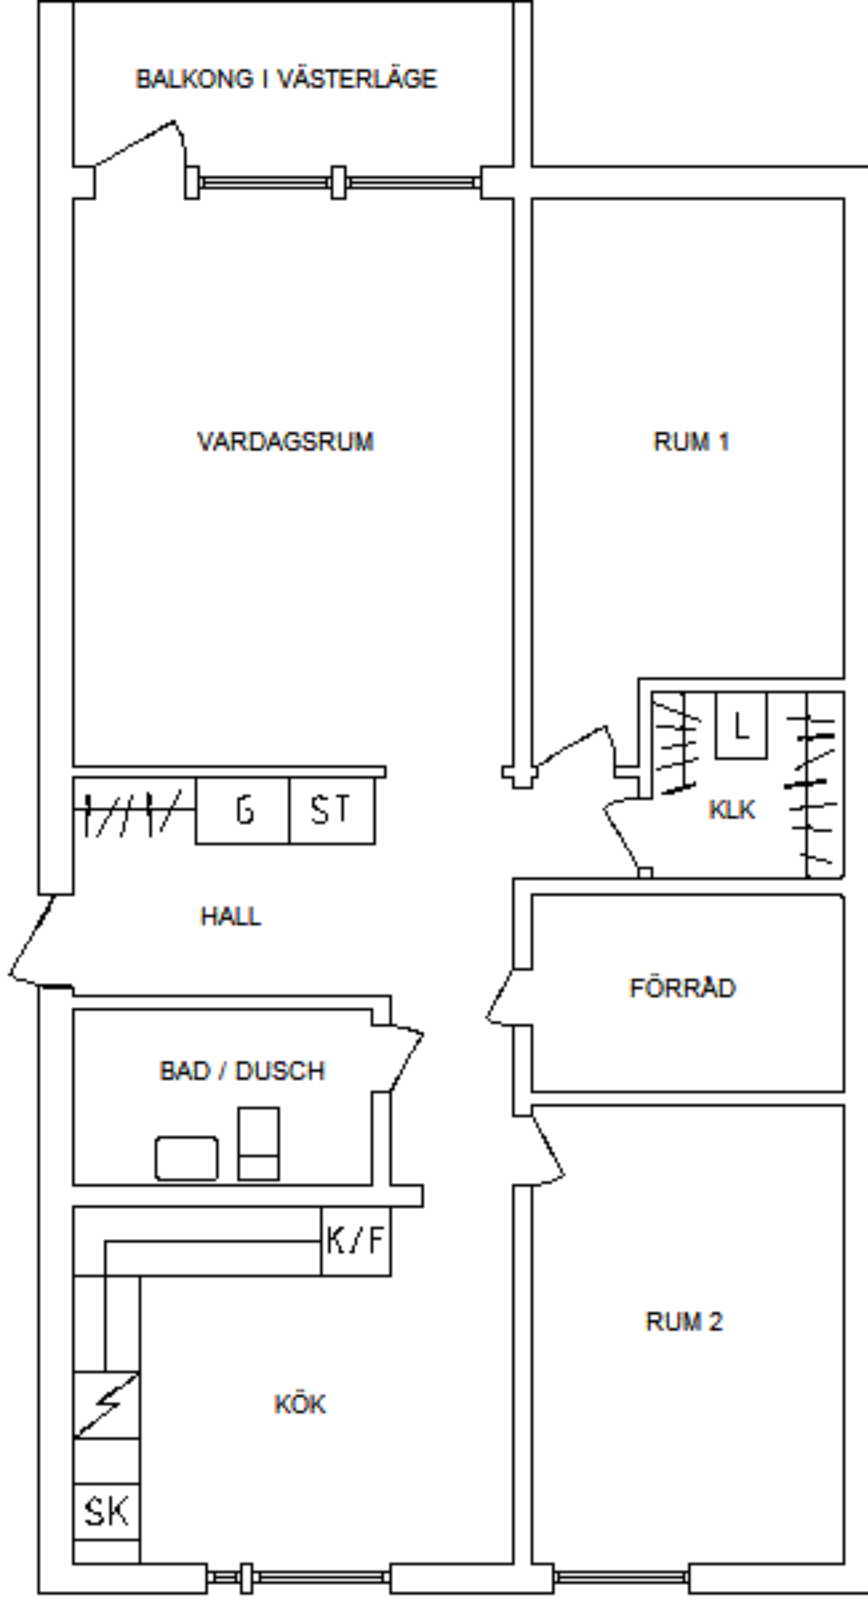 BALKONG I VÄSTERLÄGE
VARDAGSRUM
RUM 1
L
G
ST
KLK
HALL
FÖRRÅD
BAD / DUSCH
K/F
RUM 2
KÖK
SK